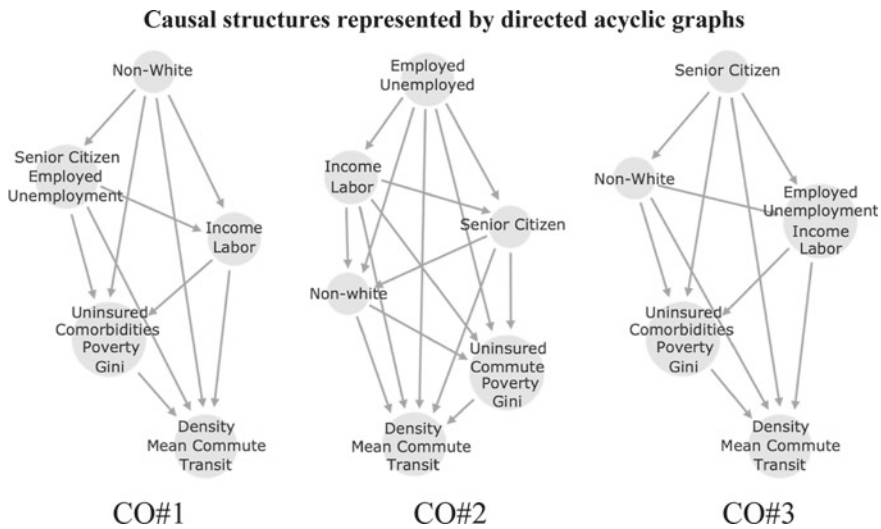 Causal structures represented by directed acyclic graphs
Non-White
Senior Citizen
Employed
Unemployment
Income
Labor
Uninsured
Comorbidities
Poverty
Gini
Density
Mean Commute
Transit
CO#1
Employed
Unemployed
Income
Labor
Senior Citizen
Non-white
Uninsured
Commute
Poverty
Gini
Density
Mean Commute
Transit
CO#2
Senior Citizen
Non-White
Employed
Unemployment
Income
Labor
Uninsured
Comorbidities
Poverty
Gini
Density
Mean Commute
Transit
CO#3